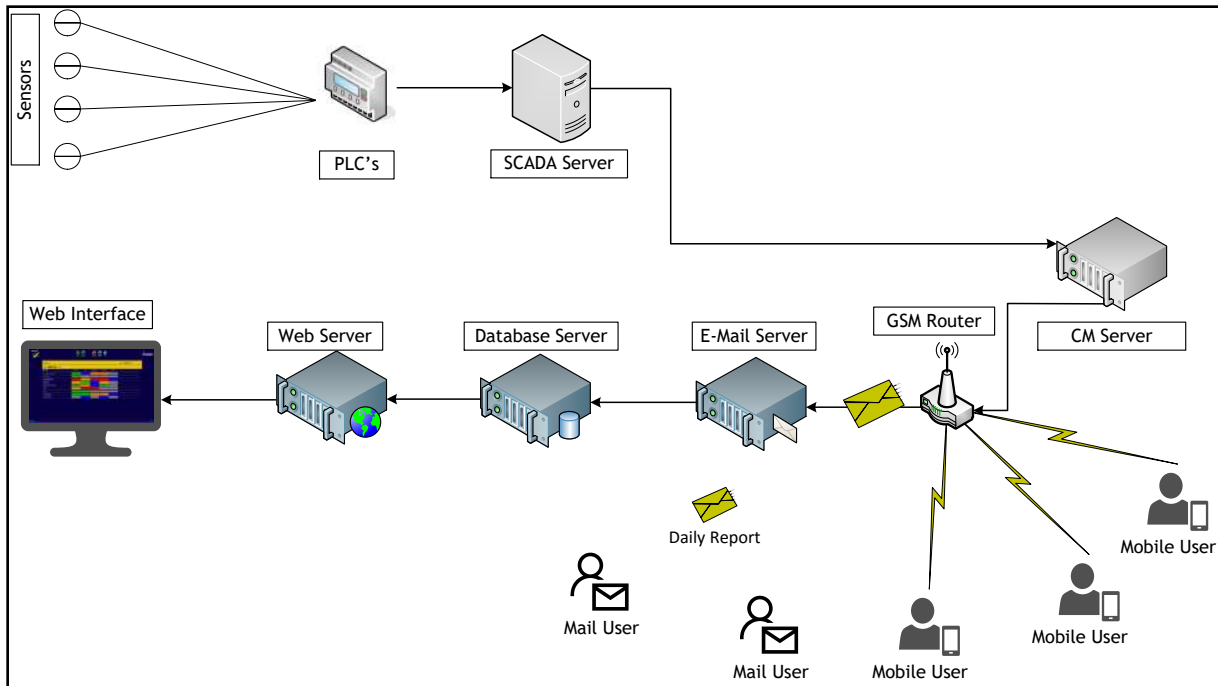 Sensors
PLC's
SCADA Server
Web Interface
Web Server
Database Server
E-Mail Server
GSM Router
CM Server
Daily Report
Mobile User
Mail User
Mobile User
Mail User
Mobile User